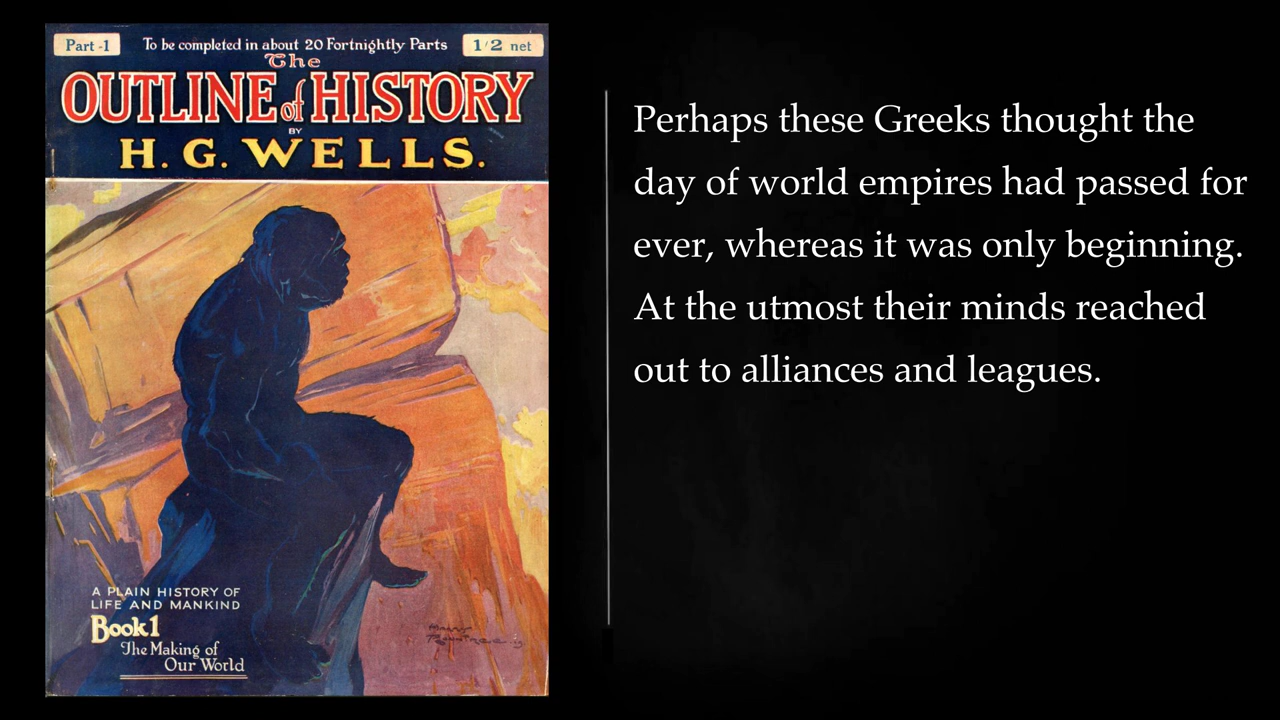 Part -1
To be completed in about 20 Fortnightly Parts
1/2 net
The
OUTLINE of HISTORY
BY
H. G. WELLS.
A PLAIN HISTORY OF
LIFE AND MANKIND
Book 1
The Making of
Our World
Perhaps these Greeks thought the
day of world empires had passed for
ever, whereas it was only beginning.
At the utmost their minds reached
out to alliances and leagues.